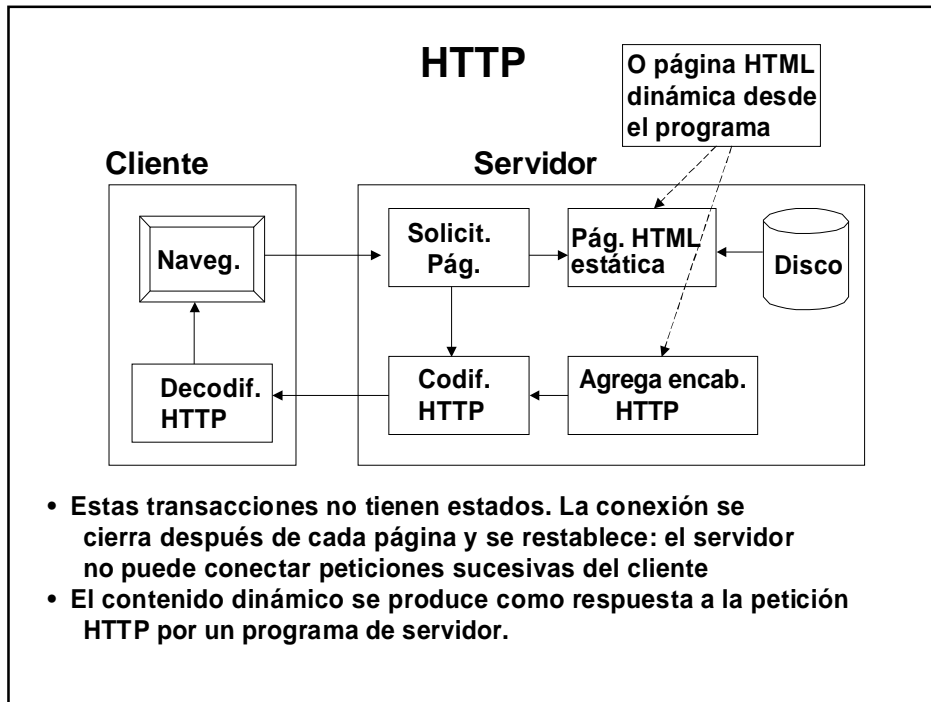 HTTP
O página HTML
dinámica desde
el programa
Cliente
Servidor
Naveg.
Solicit.
Pág.
Pág. HTML
estática
Disco
Decodif.
HTTP
Codif.
HTTP
Agrega encab.
HTTP
• Estas transacciones no tienen estados. La conexión se
cierra después de cada página y se restablece: el servidor
no puede conectar peticiones sucesivas del cliente
• El contenido dinámico se produce como respuesta a la petición
HTTP por un programa de servidor.